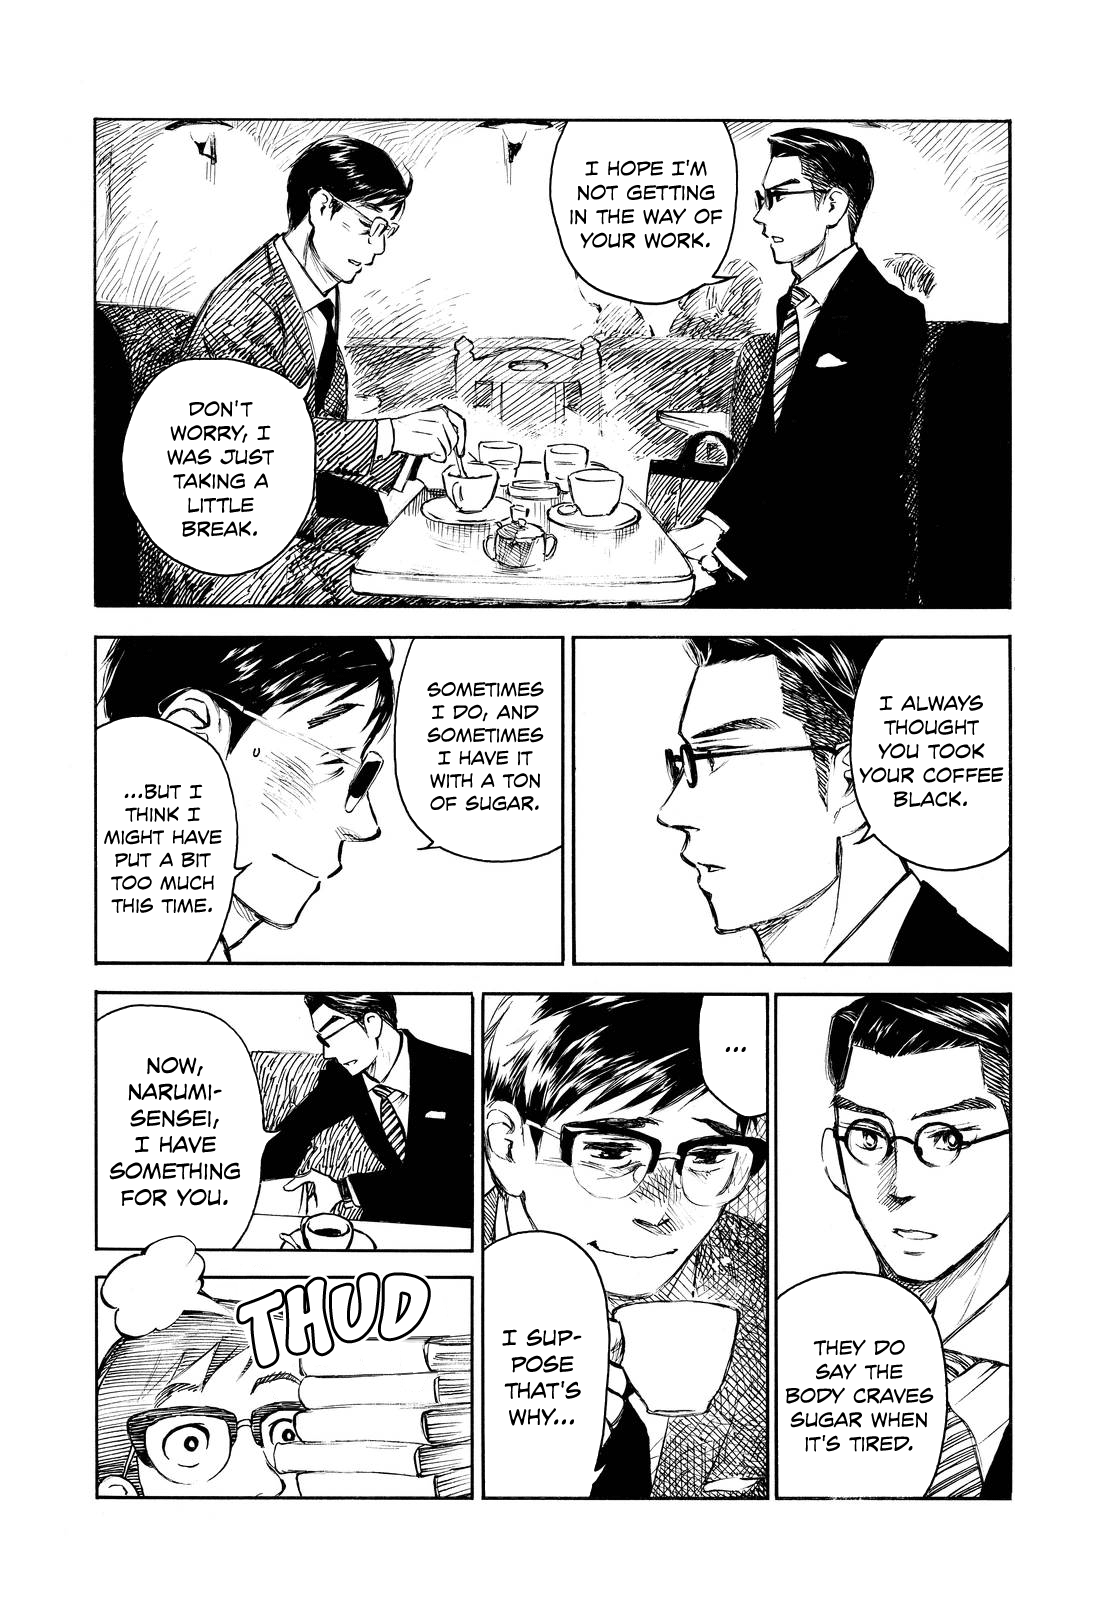 I HOPE I'M
NOT GETTING
IN THE WAY OF
YOUR WORK.
DON'T
WORRY, I
WAS JUST
TAKING A
LITTLE
BREAK.
I ALWAYS
THOUGHT
YOU TOOK
YOUR COFFEE
BLACK.
SOMETIMES
I DO, AND
SOMETIMES
I HAVE IT
WITH A TON
OF SUGAR.
...BUT I
THINK I
MIGHT HAVE
PUT A BIT
TOO MUCH
THIS TIME.
THEY DO
SAY THE
BODY CRAVES
SUGAR WHEN
IT'S TIRED.
...
I SUP-
POSE
THAT'S
WHY...
NOW,
NARUMI-
SENSEI,
I HAVE
SOMETHING
FOR YOU.
THUD